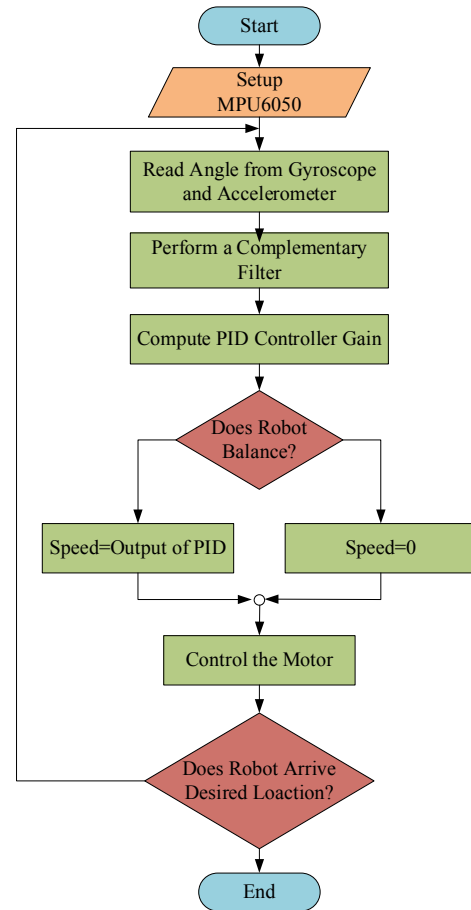 Start
Setup
MPU6050
Read Angle from Gyroscope
and Accelerometer
Perform a Complementary
Filter
Compute PID Controller Gain
Does Robot
Balance?
Speed=Output of PID
Speed=0
Control the Motor
Does Robot Arrive
Desired Loaction?
End